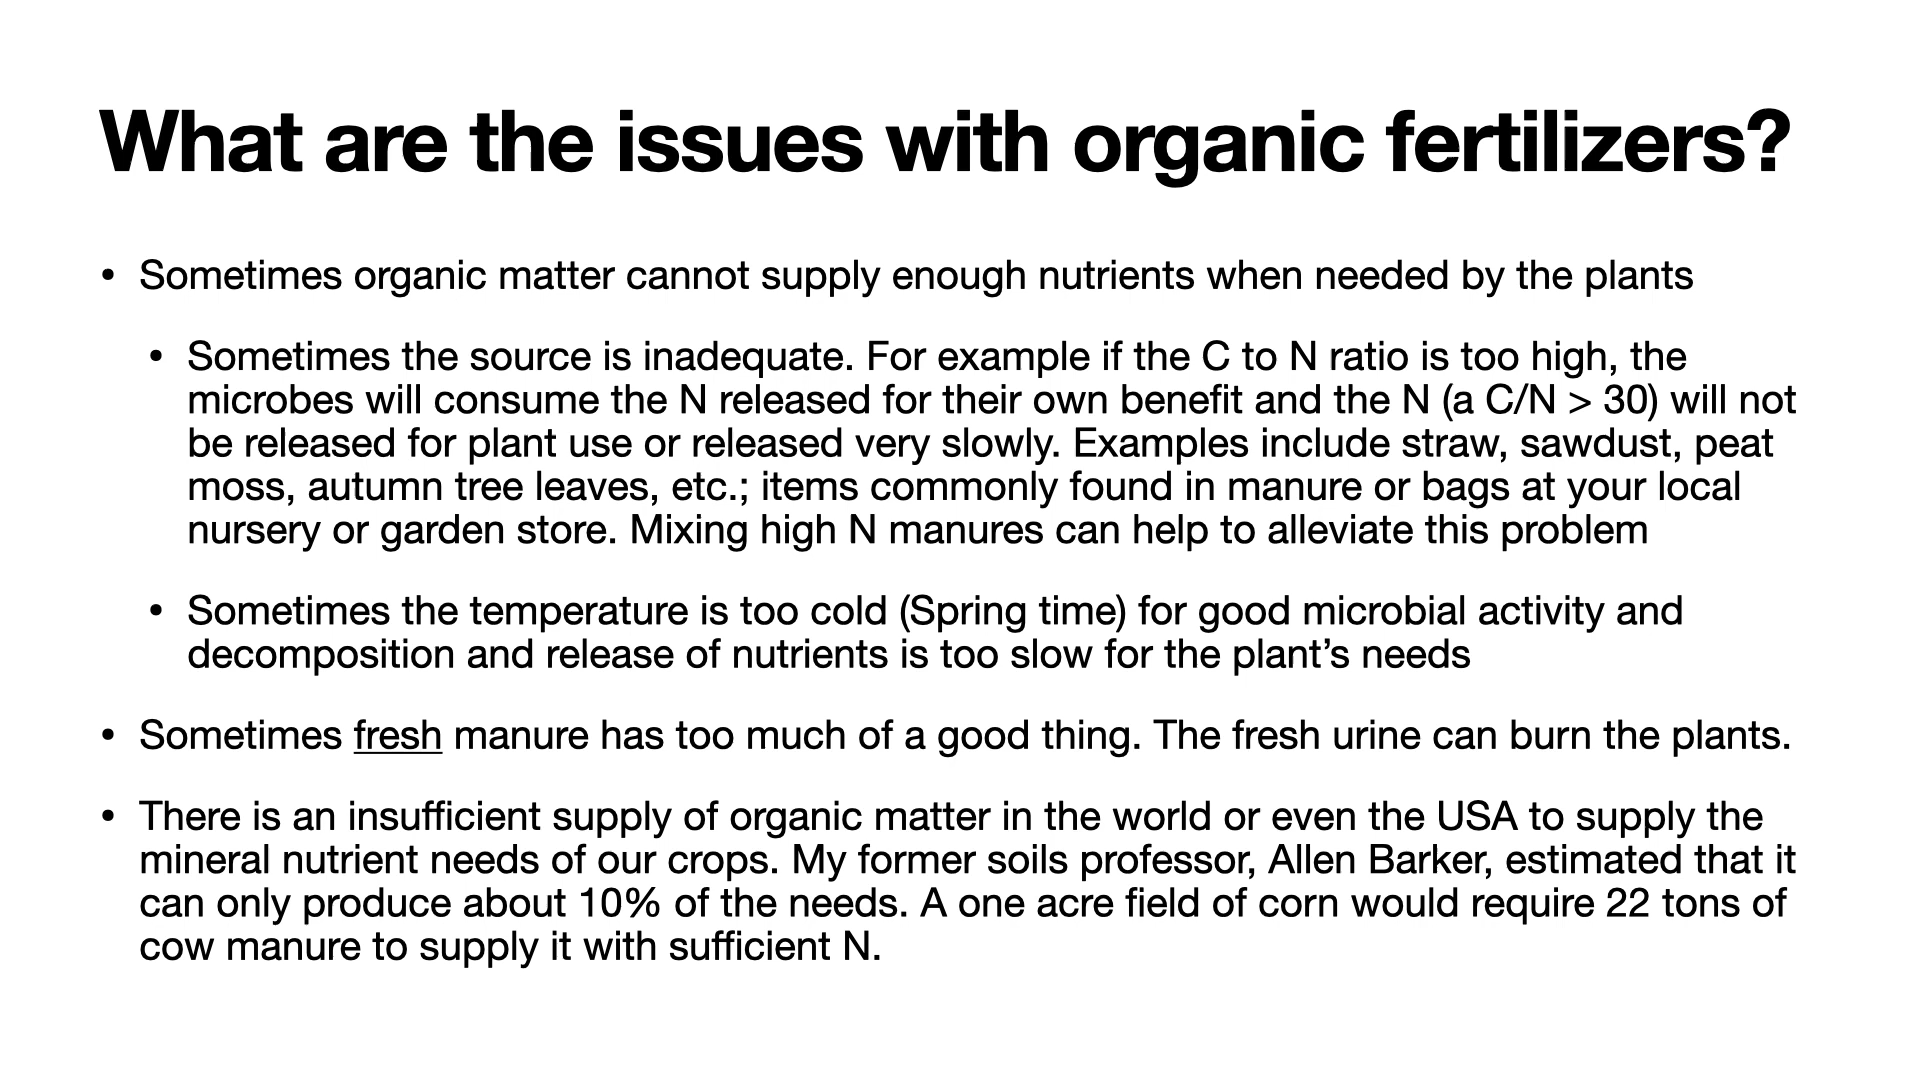 What are the issues with organic fertilizers?
• Sometimes organic matter cannot supply enough nutrients when needed by the plants
• Sometimes the source is inadequate. For example if the C to N ratio is too high, the
microbes will consume the N released for their own benefit and the N (a C/N > 30) will not
be released for plant use or released very slowly. Examples include straw, sawdust, peat
moss, autumn tree leaves, etc.; items commonly found in manure or bags at your local
nursery or garden store. Mixing high N manures can help to alleviate this problem
• Sometimes the temperature is too cold (Spring time) for good microbial activity and
decomposition and release of nutrients is too slow for the plant’s needs
• Sometimes fresh manure has too much of a good thing. The fresh urine can burn the plants.
• There is an insufficient supply of organic matter in the world or even the USA to supply the
mineral nutrient needs of our crops. My former soils professor, Allen Barker, estimated that it
can only produce about 10% of the needs. A one acre field of corn would require 22 tons of
cow manure to supply it with sufficient N.